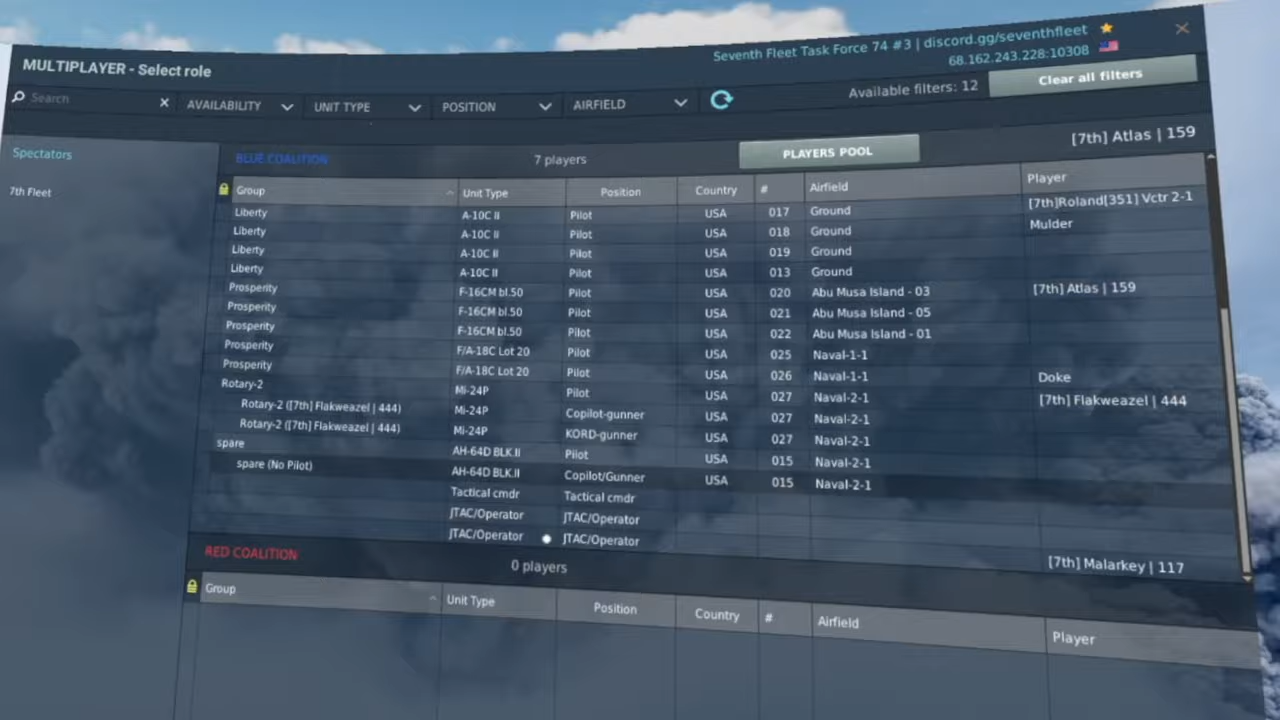 Seventh Fleet Task Force 74 #3 | discord.gg/seventhfleet
68.162.243.228:10308
MULTIPLAYER - Select role
Search × AVAILABILITY UNIT TYPE POSITION AIRFIELD Available filters: 12 Clear all filters
Spectators BLUE COALITION 7 players PLAYERS POOL [7th] Atlas | 159
7th Fleet
Group Unit Type Position Country # Airfield Player
Liberty A-10C II Pilot USA 017 Ground [7th]Roland[351] Vctr 2-1
Liberty A-10C II Pilot USA 018 Ground Mulder
Liberty A-10C II Pilot USA 019 Ground
Liberty A-10C II Pilot USA 013 Ground
Prosperity F-16CM bl.50 Pilot USA 020 Abu Musa Island - 03 [7th] Atlas | 159
Prosperity F-16CM bl.50 Pilot USA 021 Abu Musa Island - 05
Prosperity F-16CM bl.50 Pilot USA 022 Abu Musa Island - 01
Prosperity F/A-18C Lot 20 Pilot USA 025 Naval-1-1
Prosperity F/A-18C Lot 20 Pilot USA 026 Naval-1-1 Doke
Rotary-2 Mi-24P Pilot USA 027 Naval-2-1 [7th] Flakweazel | 444
Rotary-2 ([7th] Flakweazel | 444) Mi-24P Copilot-gunner USA 027 Naval-2-1
Rotary-2 ([7th] Flakweazel | 444) Mi-24P KORD-gunner USA 027 Naval-2-1
spare AH-64D BLK.II Pilot USA 015 Naval-2-1
spare (No Pilot) AH-64D BLK.II Copilot/Gunner USA 015 Naval-2-1
Tactical cmdr Tactical cmdr
JTAC/Operator JTAC/Operator
JTAC/Operator JTAC/Operator [7th] Malarkey | 117
RED COALITION 0 players
Group Unit Type Position Country # Airfield Player